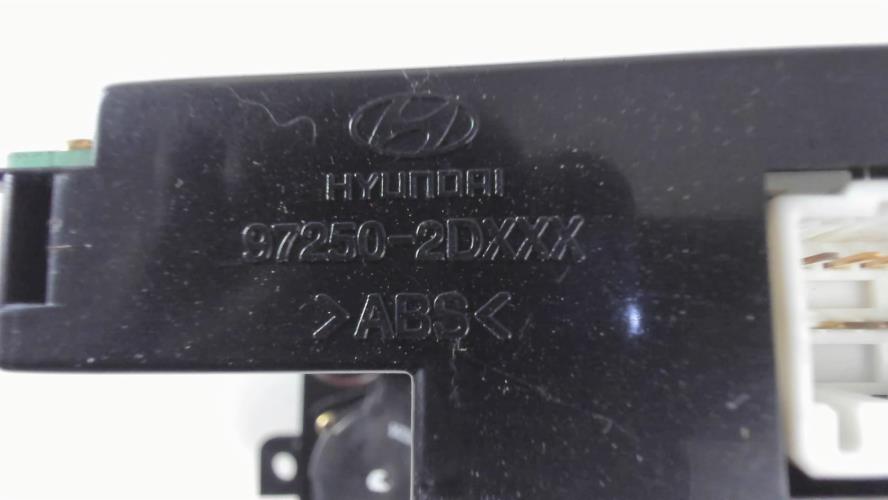 HYUNDAI
97250-2DXXX
>ABS<